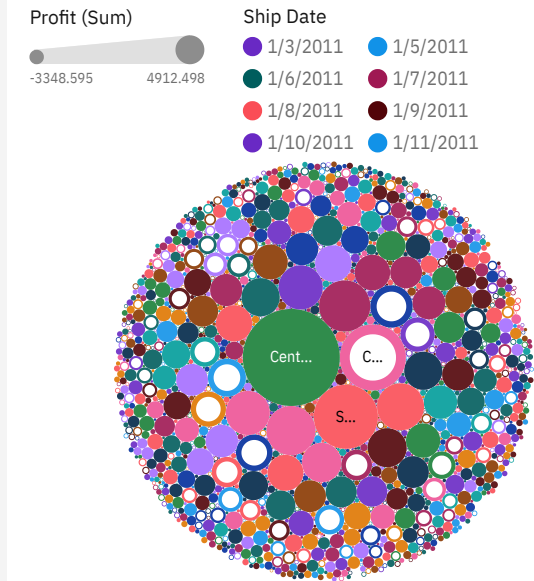 Profit (Sum)
-3348.595
4912.498
Ship Date
1/3/2011
1/5/2011
1/6/2011
1/7/2011
1/8/2011
1/9/2011
1/10/2011
1/11/2011
Cent...
C...
S...